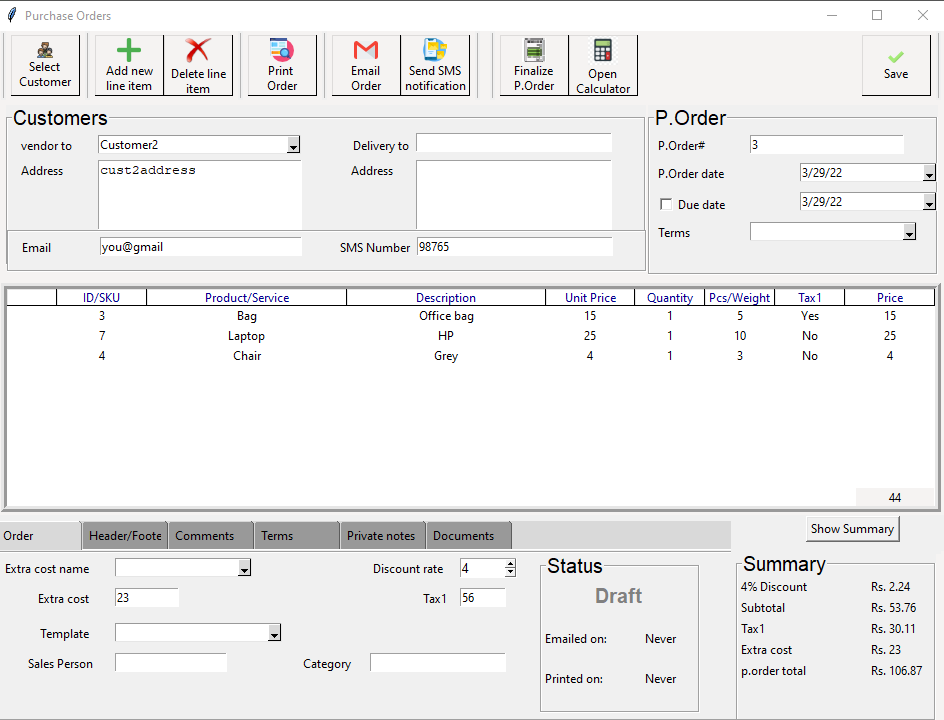 Purchase Orders
Select Customer
Add new line item
Delete line item
Print Order
Email Order
Send SMS notification
Finalize P.Order
Open Calculator
Save
Customers
vendor to Customer2 Delivery to
Address cust2address Address
Email you@gmail SMS Number 98765
P.Order
P.Order# 3
P.Order date 3/29/22
Due date 3/29/22
Terms
ID/SKU Product/Service Description Unit Price Quantity Pcs/Weight Tax1 Price
3 Bag Office bag 15 1 5 Yes 15
7 Laptop HP 25 1 10 No 25
4 Chair Grey 4 1 3 No 4
44
Order Header/Foote Comments Terms Private notes Documents
Show Summary
Extra cost name Discount rate 4
Extra cost 23 Tax1 56
Template
Sales Person Category
Status
Draft
Emailed on: Never
Printed on: Never
Summary
4% Discount Rs. 2.24
Subtotal Rs. 53.76
Tax1 Rs. 30.11
Extra cost Rs. 23
p.order total Rs. 106.87